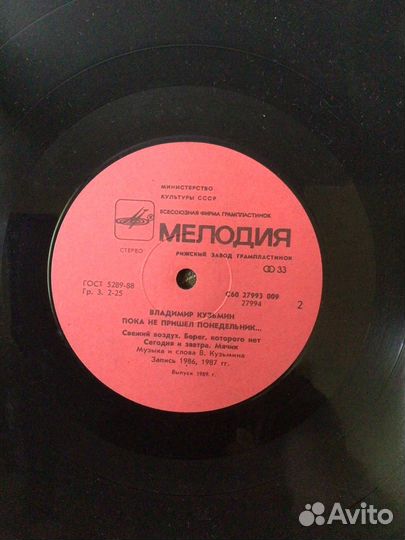 МИНИСТЕРСТВО
КУЛЬТУРЫ СССР
ВСЕСОЮЗНАЯ ФИРМА ГРАМПЛАСТИНОК
МЕЛОДИЯ
СТЕРЕО
РИЖСКИЙ ЗАВОД ГРАМПЛАСТИНОК
33
ГОСТ 5289-88
Гр. 3. 2-25
С60 27993 009
27994
2
ВЛАДИМИР КУЗЬМИН
ПОКА НЕ ПРИШЕЛ ПОНЕДЕЛЬНИК...
Свежий воздух. Берег, которого нет
Сегодня и завтра. Мячик
Музыка и слова В. Кузьмина
Запись 1986, 1987 гг.
Выпуск 1989 г.
Avito